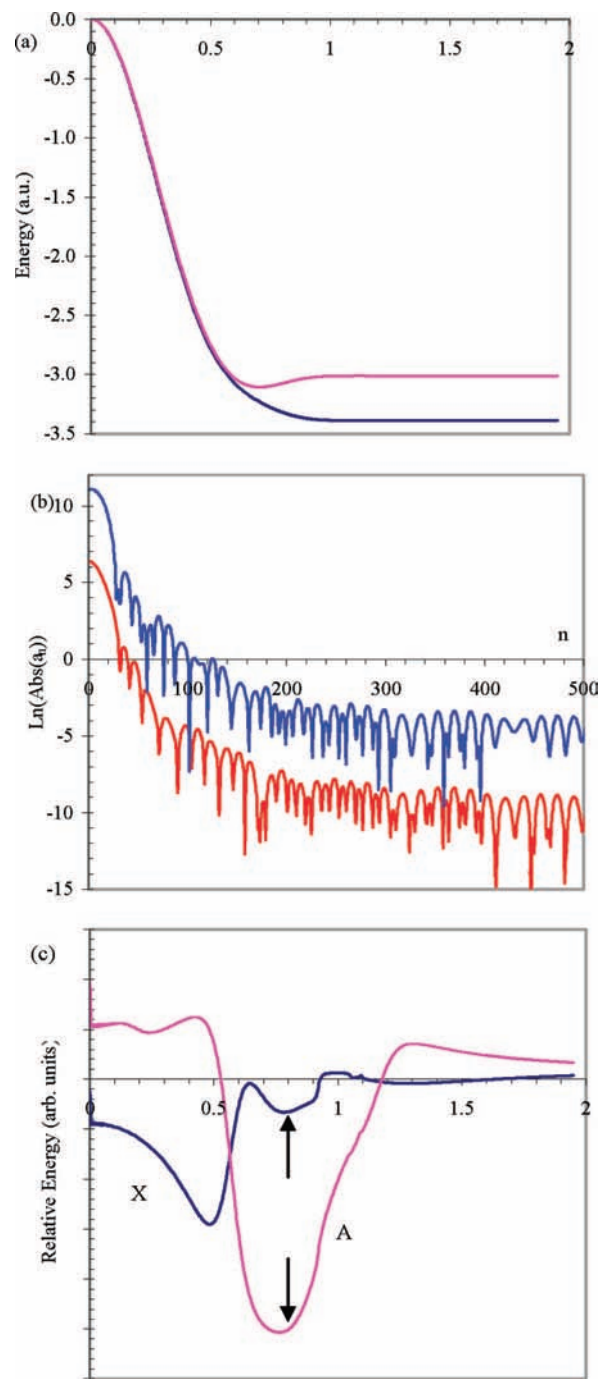 (a)
0.0
0 0.5 1 1.5 2
-0.5
-1.0
-1.5
-2.0
-2.5
-3.0
-3.5
Energy (a.u.)
(b)
10
5
0
-5
-10
-15
0 100 200 300 400 500
n
Ln(Abs(aₙ))
(c)
0 0.5 1 1.5 2
Relative Energy (arb. units)
X
A